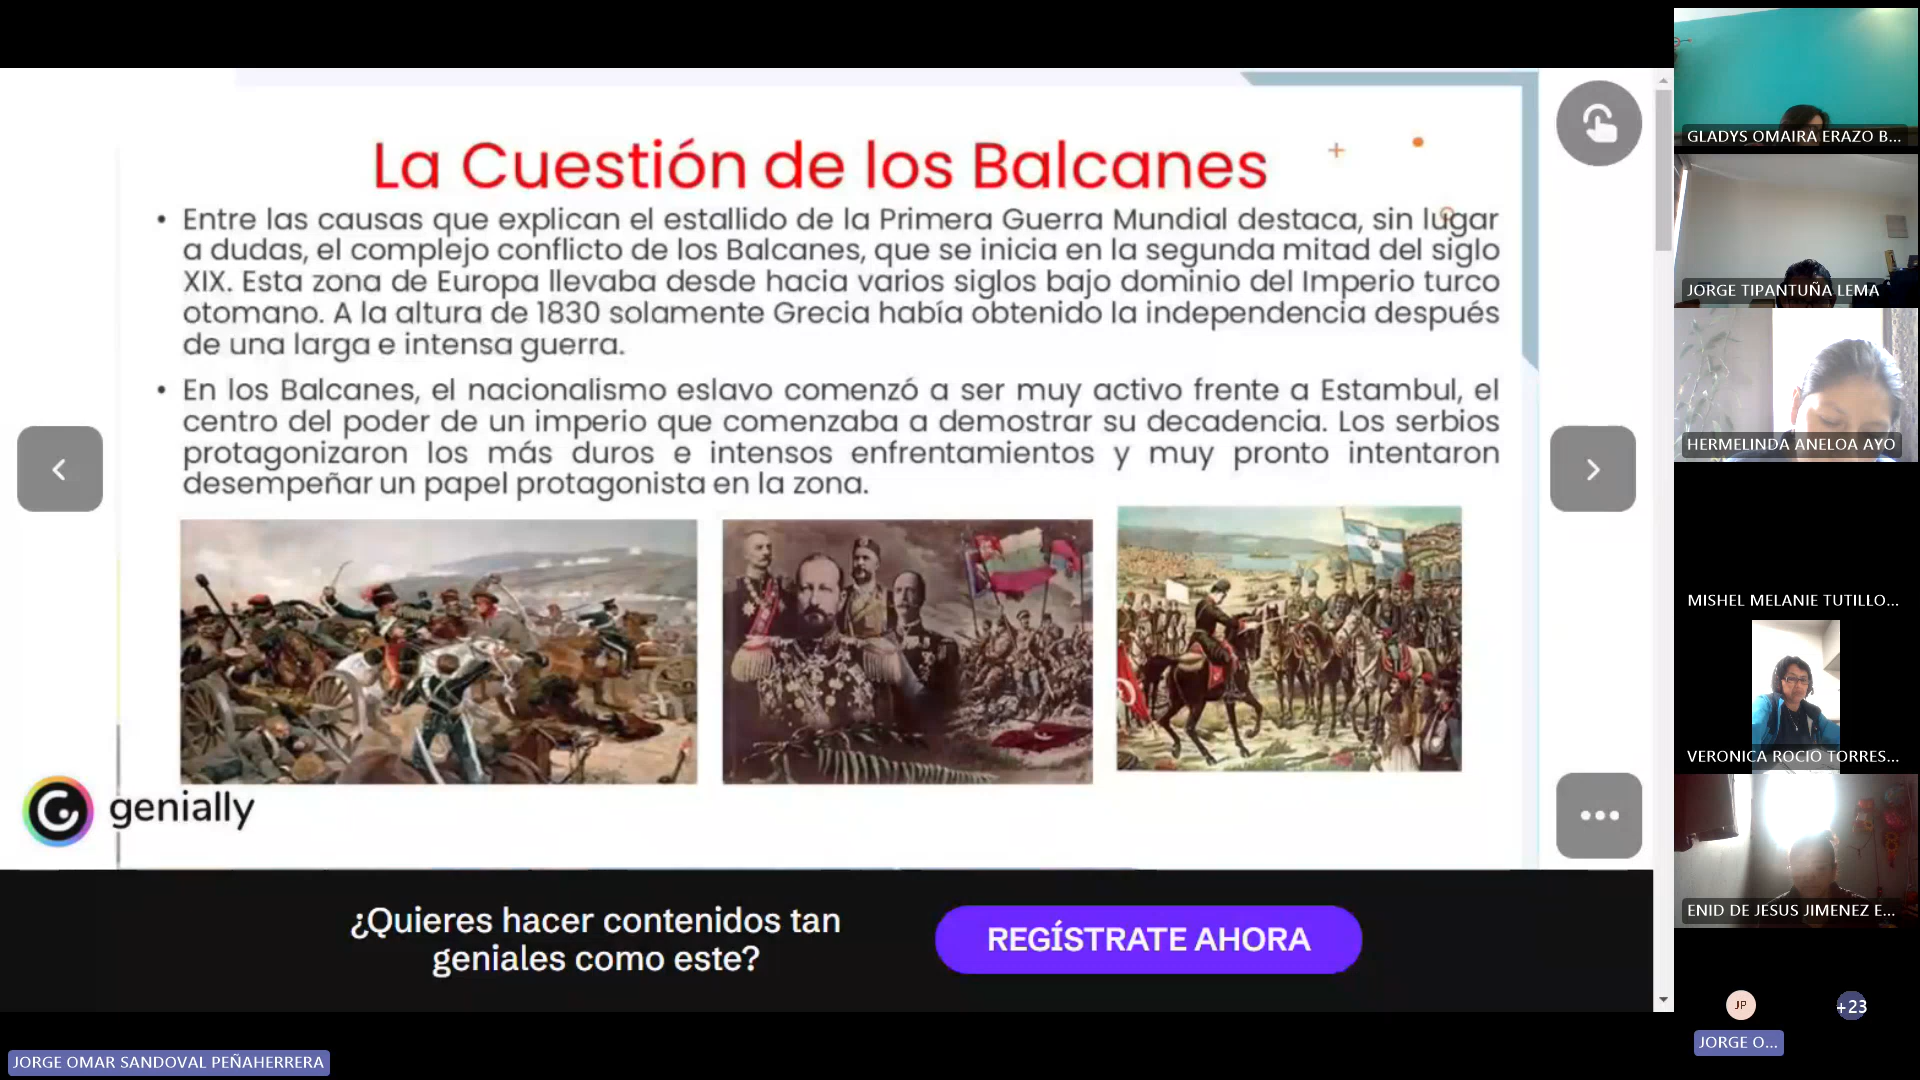 La Cuestión de los Balcanes
• Entre las causas que explican el estallido de la Primera Guerra Mundial destaca, sin lugar
a dudas, el complejo conflicto de los Balcanes, que se inicia en la segunda mitad del siglo
XIX. Esta zona de Europa llevaba desde hacia varios siglos bajo dominio del Imperio turco
otomano. A la altura de 1830 solamente Grecia había obtenido la independencia después
de una larga e intensa guerra.
• En los Balcanes, el nacionalismo eslavo comenzó a ser muy activo frente a Estambul, el
centro del poder de un imperio que comenzaba a demostrar su decadencia. Los serbios
protagonizaron los más duros e intensos enfrentamientos y muy pronto intentaron
desempeñar un papel protagonista en la zona.
genially
¿Quieres hacer contenidos tan
geniales como este?
REGÍSTRATE AHORA
JORGE OMAR SANDOVAL PEÑAHERRERA
GLADYS OMAIRA ERAZO B...
JORGE TIPANTUÑA LEMA
HERMELINDA ANELOA AYO
MISHEL MELANIE TUTILLO...
VERONICA ROCIO TORRES...
ENID DE JESUS JIMENEZ E...
JP
+23
JORGE O...